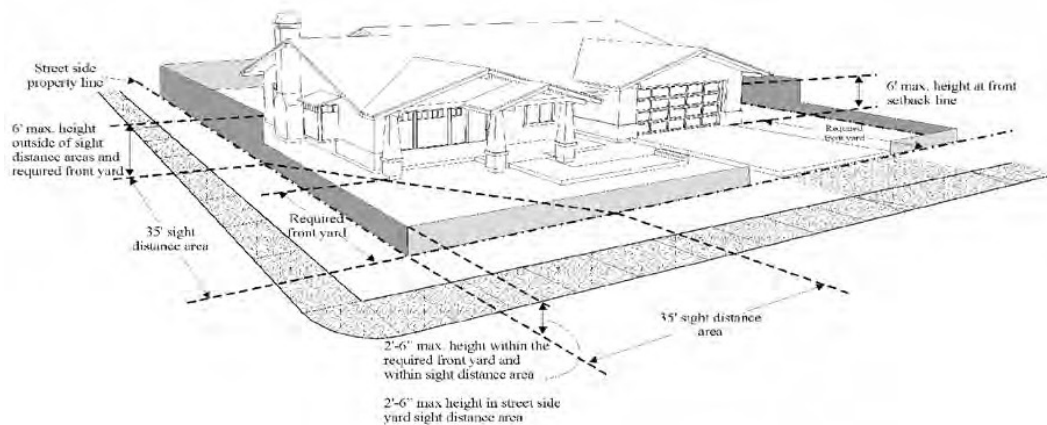 Street side
property line
6' max. height at front
setback line
6' max. height
outside of sight
distance areas and
required front yard
Required
front yard
Required
front yard
35' sight
distance area
35' sight distance
area
2'-6" max. height within the
required front yard and
within sight distance area
2'-6" max height in street side
yard sight distance area